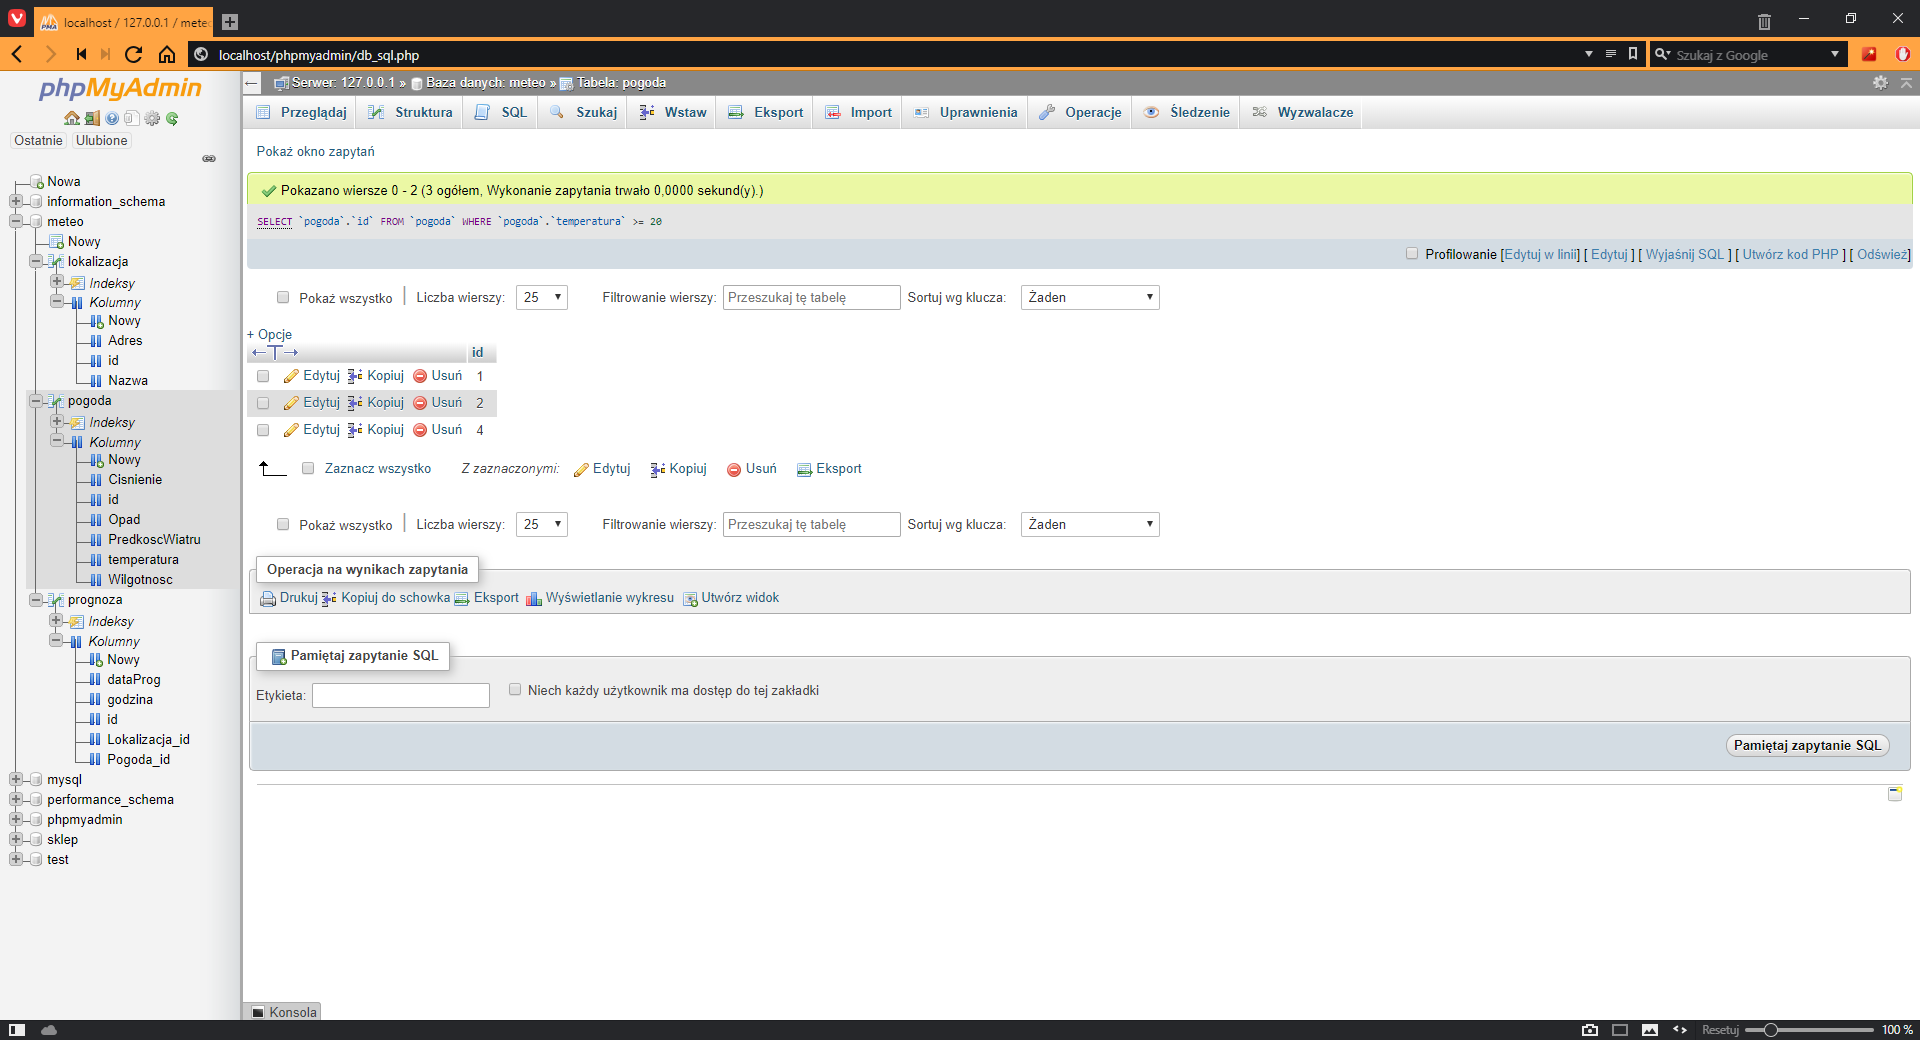 localhost / 127.0.0.1 / mete
localhost/phpmyadmin/db_sql.php
Szukaj z Google
phpMyAdmin
Ostatnie Ulubione
Nowa
information_schema
meteo
Nowy
lokalizacja
Indeksy
Kolumny
Nowy
Adres
id
Nazwa
pogoda
Indeksy
Kolumny
Nowy
Cisnienie
id
Opad
PredkoscWiatru
temperatura
Wilgotnosc
prognoza
Indeksy
Kolumny
Nowy
dataProg
godzina
id
Lokalizacja_id
Pogoda_id
mysql
performance_schema
phpmyadmin
sklep
test
Serwer: 127.0.0.1 » Baza danych: meteo » Tabela: pogoda
Przeglądaj Struktura SQL Szukaj Wstaw Eksport Import Uprawnienia Operacje Śledzenie Wyzwalacze
Pokaż okno zapytań
Pokazano wiersze 0 - 2 (3 ogółem, Wykonanie zapytania trwało 0,0000 sekund(y).)
SELECT `pogoda`.`id` FROM `pogoda` WHERE `pogoda`.`temperatura` >= 20
Profilowanie [Edytuj w linii] [ Edytuj ] [ Wyjaśnij SQL ] [ Utwórz kod PHP ] [ Odśwież]
Pokaż wszystko Liczba wierszy: 25 Filtrowanie wierszy: Przeszukaj tę tabelę Sortuj wg klucza: Żaden
+ Opcje
←T→ id
Edytuj Kopiuj Usuń 1
Edytuj Kopiuj Usuń 2
Edytuj Kopiuj Usuń 4
Zaznacz wszystko Z zaznaczonymi: Edytuj Kopiuj Usuń Eksport
Pokaż wszystko Liczba wierszy: 25 Filtrowanie wierszy: Przeszukaj tę tabelę Sortuj wg klucza: Żaden
Operacja na wynikach zapytania
Drukuj Kopiuj do schowka Eksport Wyświetlanie wykresu Utwórz widok
Pamiętaj zapytanie SQL
Etykieta: Niech każdy użytkownik ma dostęp do tej zakładki
Pamiętaj zapytanie SQL
Konsola
Resetuj 100 %